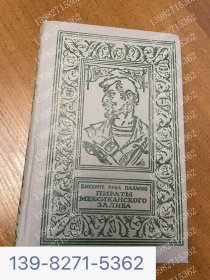 ВИСЕНТЕ РИВА ПАЛАСИО
ПИРАТЫ
МЕКСИКАНСКОГО
ЗАЛИВА
139-8271-5362